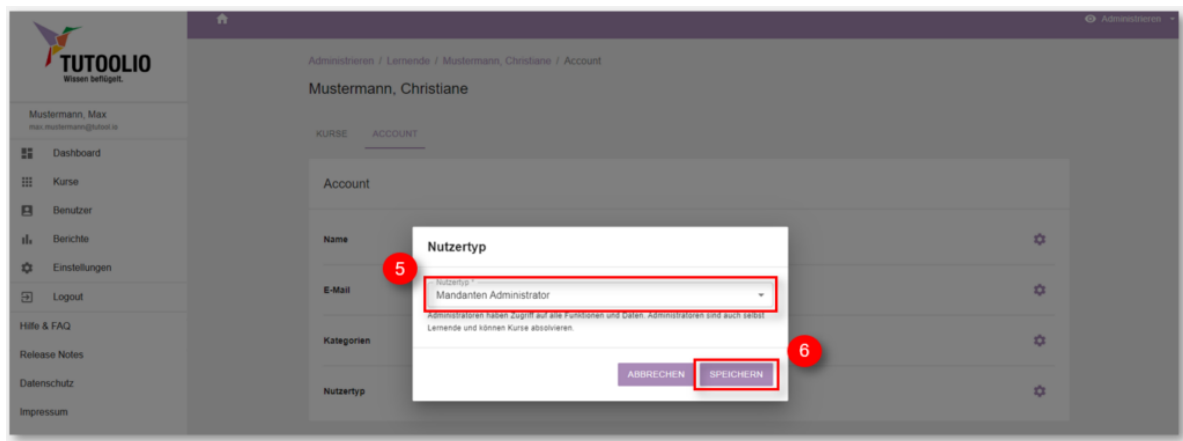 Administrieren
TUTOOLIO
Wissen beflügelt.
Administrieren / Lernende / Mustermann, Christiane / Account
Mustermann, Christiane
Mustermann, Max
max.mustermann@tutool.io
KURSE ACCOUNT
Dashboard
Kurse
Benutzer
Berichte
Einstellungen
Logout
Hilfe & FAQ
Release Notes
Datenschutz
Impressum
Account
Name
E-Mail
Kategorien
Nutzertyp
Nutzertyp
5
Nutzertyp *
Mandanten Administrator
Administratoren haben Zugriff auf alle Funktionen und Daten. Administratoren sind auch selbst
Lernende und können Kurse absolvieren.
6
ABBRECHEN SPEICHERN